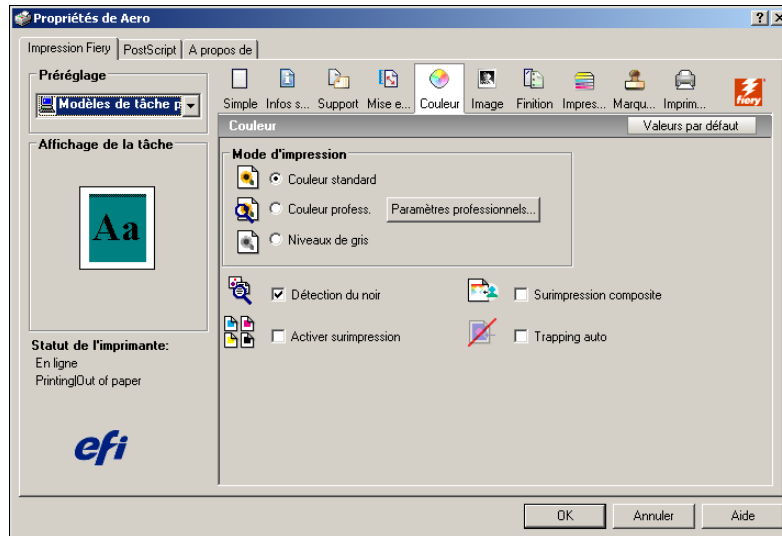 Propriétés de Aero
Impression Fiery PostScript A propos de
Préréglage
Modèles de tâche p
Affichage de la tâche
Aa
Statut de l'imprimante:
En ligne
Printing|Out of paper
efi
Simple Infos s... Support Mise e... Couleur Image Finition Impres... Marqu... Imprim...
fiery
Couleur Valeurs par défaut
Mode d'impression
Couleur standard
Couleur profess. Paramètres professionnels...
Niveaux de gris
Détection du noir Surimpression composite
Activer surimpression Trapping auto
OK Annuler Aide